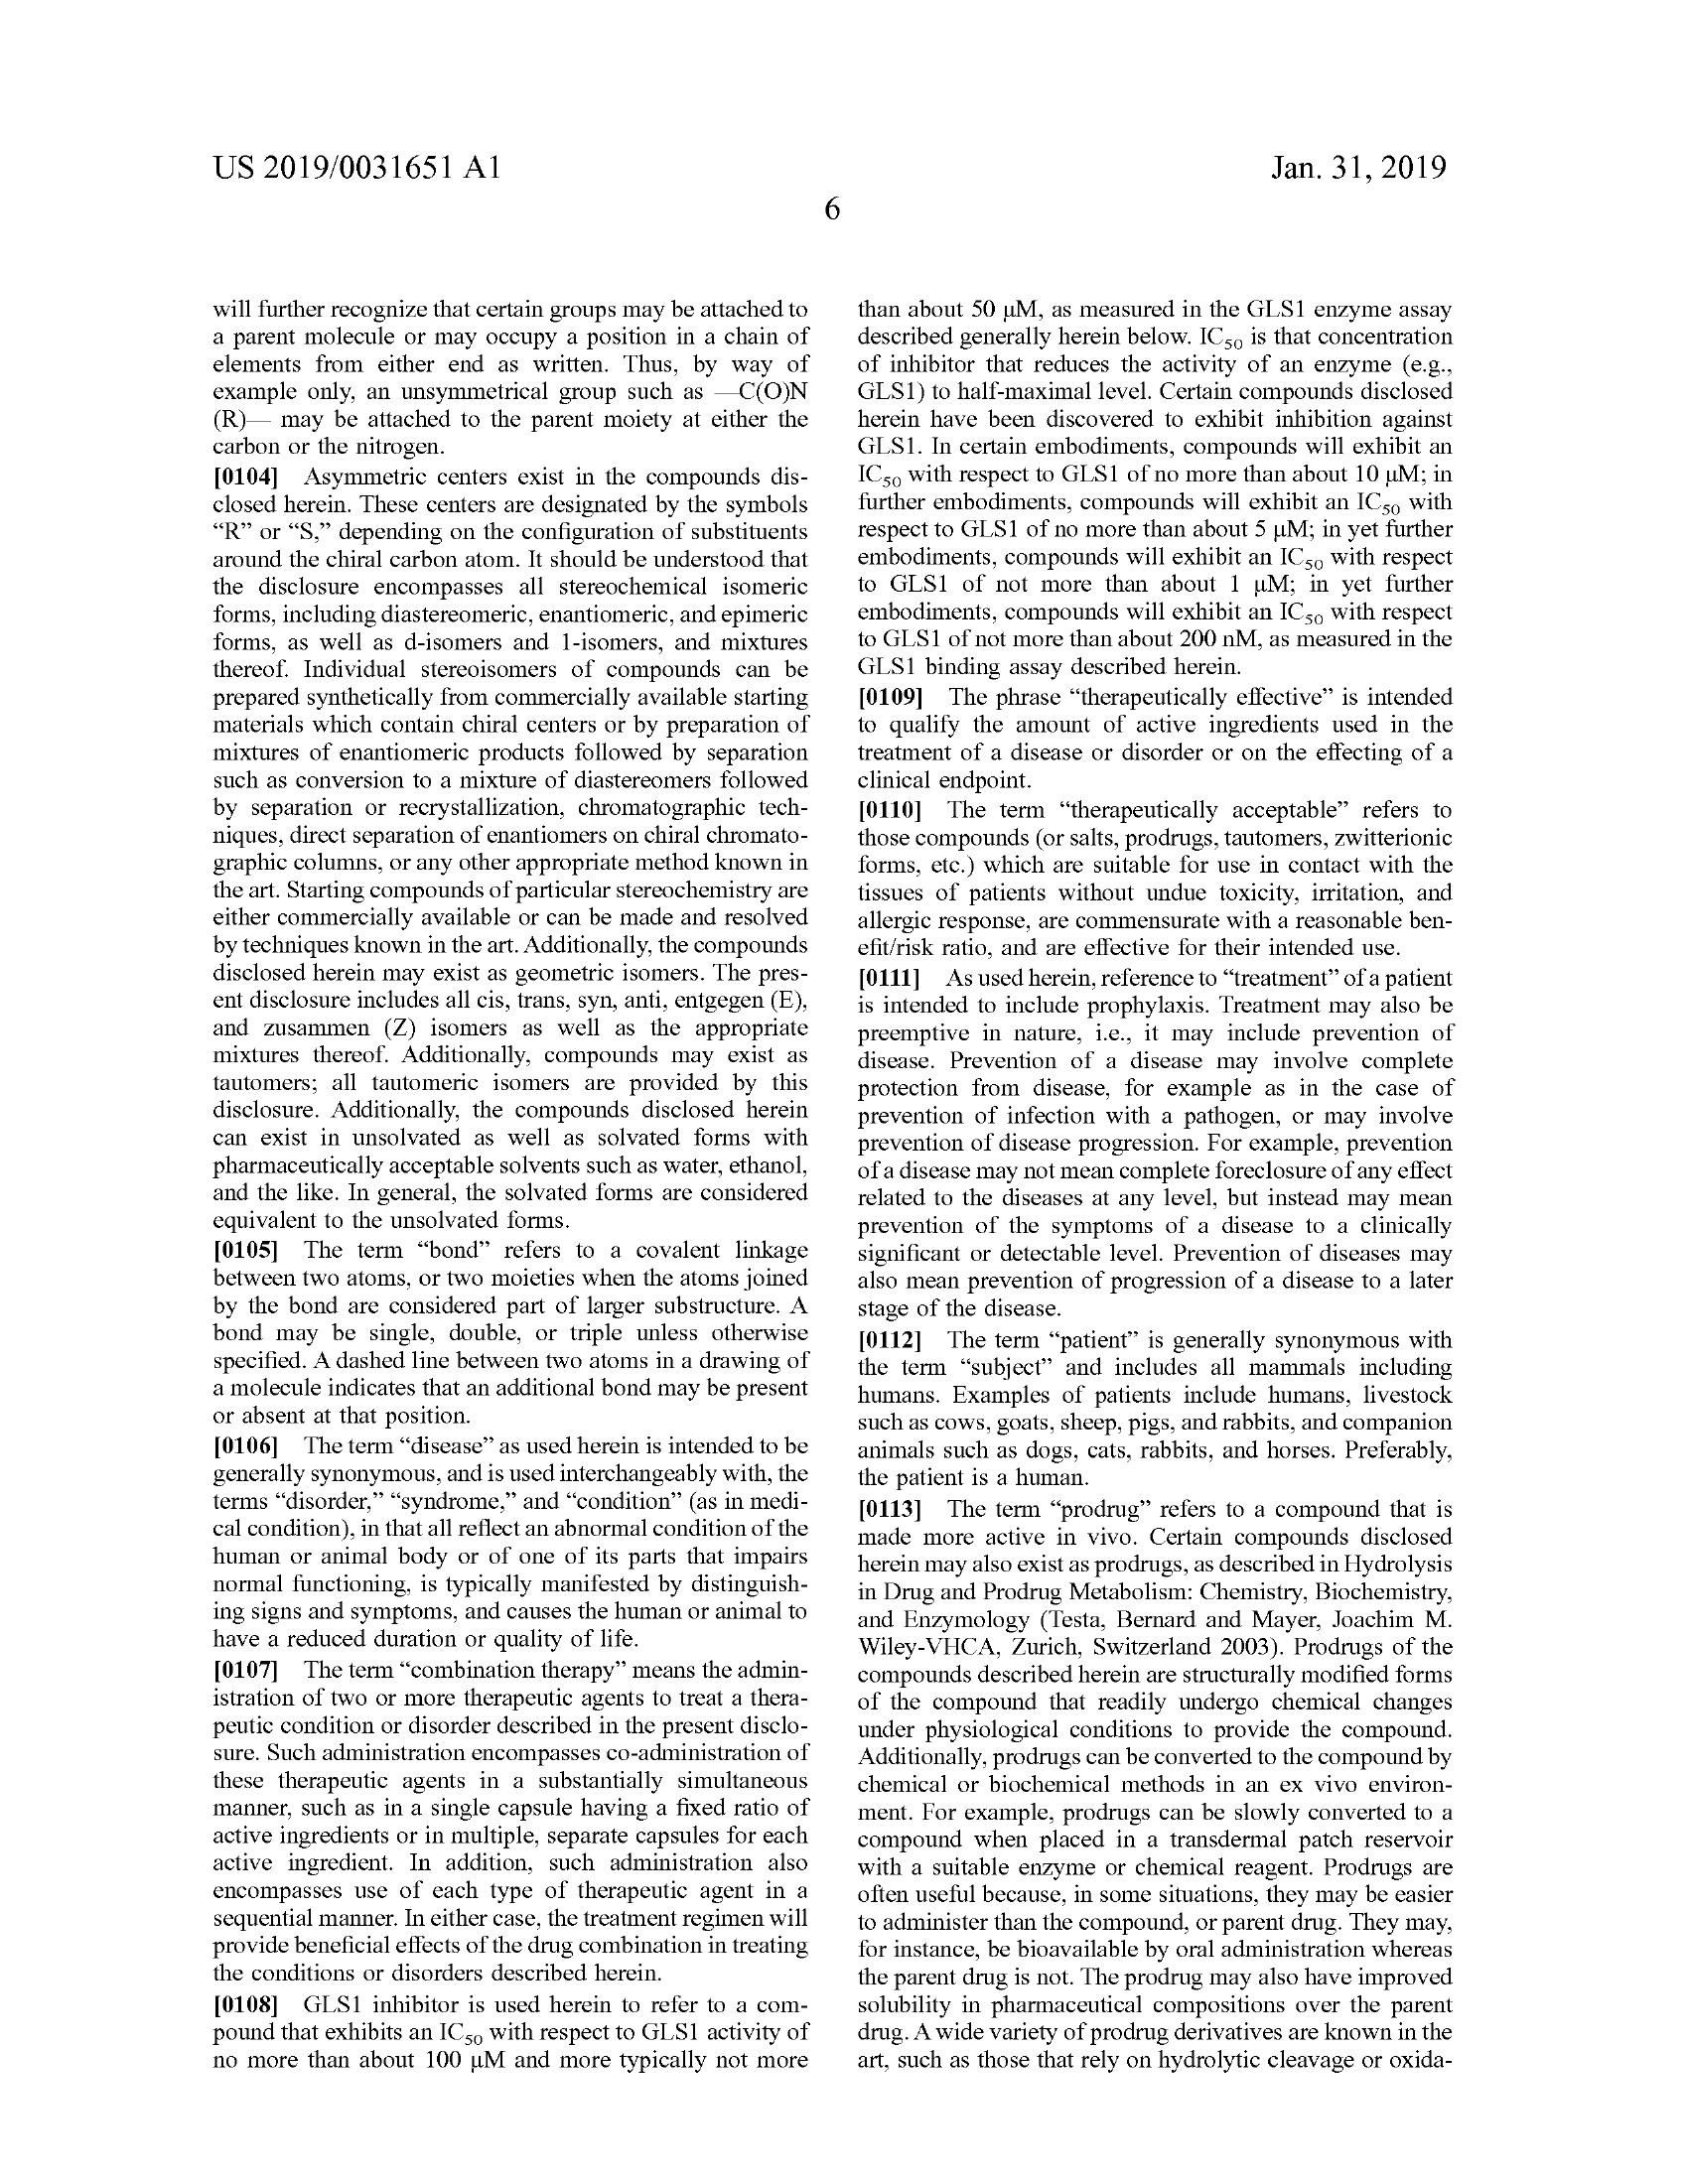 US 2019/0031651 A1
Jan. 31, 2019
6
will further recognize that certain groups may be attached to
a parent molecule or may occupy a position in a chain of
elements from either end as written. Thus, by way of
example only, an unsymmetrical group such as —C(O)N
(R)— may be attached to the parent moiety at either the
carbon or the nitrogen.
[0104] Asymmetric centers exist in the compounds dis-
closed herein. These centers are designated by the symbols
“R” or “S,” depending on the configuration of substituents
around the chiral carbon atom. It should be understood that
the disclosure encompasses all stereochemical isomeric
forms, including diastereomeric, enantiomeric, and epimeric
forms, as well as d-isomers and 1-isomers, and mixtures
thereof. Individual stereoisomers of compounds can be
prepared synthetically from commercially available starting
materials which contain chiral centers or by preparation of
mixtures of enantiomeric products followed by separation
such as conversion to a mixture of diastereomers followed
by separation or recrystallization, chromatographic tech-
niques, direct separation of enantiomers on chiral chromato-
graphic columns, or any other appropriate method known in
the art. Starting compounds of particular stereochemistry are
either commercially available or can be made and resolved
by techniques known in the art. Additionally, the compounds
disclosed herein may exist as geometric isomers. The pres-
ent disclosure includes all cis, trans, syn, anti, entgegen (E),
and zusammen (Z) isomers as well as the appropriate
mixtures thereof. Additionally, compounds may exist as
tautomers; all tautomeric isomers are provided by this
disclosure. Additionally, the compounds disclosed herein
can exist in unsolvated as well as solvated forms with
pharmaceutically acceptable solvents such as water, ethanol,
and the like. In general, the solvated forms are considered
equivalent to the unsolvated forms.
[0105] The term “bond” refers to a covalent linkage
between two atoms, or two moieties when the atoms joined
by the bond are considered part of larger substructure. A
bond may be single, double, or triple unless otherwise
specified. A dashed line between two atoms in a drawing of
a molecule indicates that an additional bond may be present
or absent at that position.
[0106] The term “disease” as used herein is intended to be
generally synonymous, and is used interchangeably with, the
terms “disorder,” “syndrome,” and “condition” (as in medi-
cal condition), in that all reflect an abnormal condition of the
human or animal body or of one of its parts that impairs
normal functioning, is typically manifested by distinguish-
ing signs and symptoms, and causes the human or animal to
have a reduced duration or quality of life.
[0107] The term “combination therapy” means the admin-
istration of two or more therapeutic agents to treat a thera-
peutic condition or disorder described in the present disclo-
sure. Such administration encompasses co-administration of
these therapeutic agents in a substantially simultaneous
manner, such as in a single capsule having a fixed ratio of
active ingredients or in multiple, separate capsules for each
active ingredient. In addition, such administration also
encompasses use of each type of therapeutic agent in a
sequential manner. In either case, the treatment regimen will
provide beneficial effects of the drug combination in treating
the conditions or disorders described herein.
[0108] GLS1 inhibitor is used herein to refer to a com-
pound that exhibits an IC50 with respect to GLS1 activity of
no more than about 100 μM and more typically not more
than about 50 μM, as measured in the GLS1 enzyme assay
described generally herein below. IC50 is that concentration
of inhibitor that reduces the activity of an enzyme (e.g.,
GLS1) to half-maximal level. Certain compounds disclosed
herein have been discovered to exhibit inhibition against
GLS1. In certain embodiments, compounds will exhibit an
IC50 with respect to GLS1 of no more than about 10 μM; in
further embodiments, compounds will exhibit an IC50 with
respect to GLS1 of no more than about 5 μM; in yet further
embodiments, compounds will exhibit an IC50 with respect
to GLS1 of not more than about 1 μM; in yet further
embodiments, compounds will exhibit an IC50 with respect
to GLS1 of not more than about 200 nM, as measured in the
GLS1 binding assay described herein.
[0109] The phrase “therapeutically effective” is intended
to qualify the amount of active ingredients used in the
treatment of a disease or disorder or on the effecting of a
clinical endpoint.
[0110] The term “therapeutically acceptable” refers to
those compounds (or salts, prodrugs, tautomers, zwitterionic
forms, etc.) which are suitable for use in contact with the
tissues of patients without undue toxicity, irritation, and
allergic response, are commensurate with a reasonable ben-
efit/risk ratio, and are effective for their intended use.
[0111] As used herein, reference to “treatment” of a patient
is intended to include prophylaxis. Treatment may also be
preemptive in nature, i.e., it may include prevention of
disease. Prevention of a disease may involve complete
protection from disease, for example as in the case of
prevention of infection with a pathogen, or may involve
prevention of disease progression. For example, prevention
of a disease may not mean complete foreclosure of any effect
related to the diseases at any level, but instead may mean
prevention of the symptoms of a disease to a clinically
significant or detectable level. Prevention of diseases may
also mean prevention of progression of a disease to a later
stage of the disease.
[0112] The term “patient” is generally synonymous with
the term “subject” and includes all mammals including
humans. Examples of patients include humans, livestock
such as cows, goats, sheep, pigs, and rabbits, and companion
animals such as dogs, cats, rabbits, and horses. Preferably,
the patient is a human.
[0113] The term “prodrug” refers to a compound that is
made more active in vivo. Certain compounds disclosed
herein may also exist as prodrugs, as described in Hydrolysis
in Drug and Prodrug Metabolism: Chemistry, Biochemistry,
and Enzymology (Testa, Bernard and Mayer, Joachim M.
Wiley-VHCA, Zurich, Switzerland 2003). Prodrugs of the
compounds described herein are structurally modified forms
of the compound that readily undergo chemical changes
under physiological conditions to provide the compound.
Additionally, prodrugs can be converted to the compound by
chemical or biochemical methods in an ex vivo environ-
ment. For example, prodrugs can be slowly converted to a
compound when placed in a transdermal patch reservoir
with a suitable enzyme or chemical reagent. Prodrugs are
often useful because, in some situations, they may be easier
to administer than the compound, or parent drug. They may,
for instance, be bioavailable by oral administration whereas
the parent drug is not. The prodrug may also have improved
solubility in pharmaceutical compositions over the parent
drug. A wide variety of prodrug derivatives are known in the
art, such as those that rely on hydrolytic cleavage or oxida-